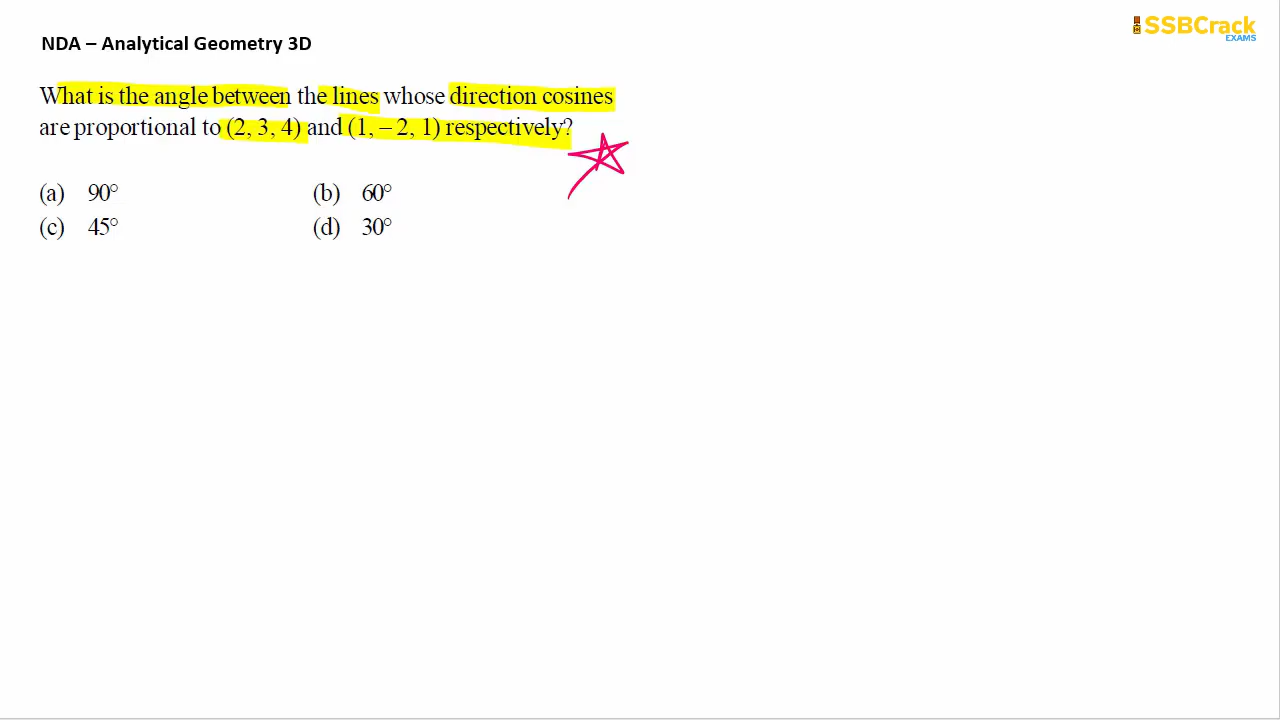 SSBCrack
EXAMS
NDA – Analytical Geometry 3D
What is the angle between the lines whose direction cosines
are proportional to (2, 3, 4) and (1, – 2, 1) respectively?
(a) 90° (b) 60°
(c) 45° (d) 30°